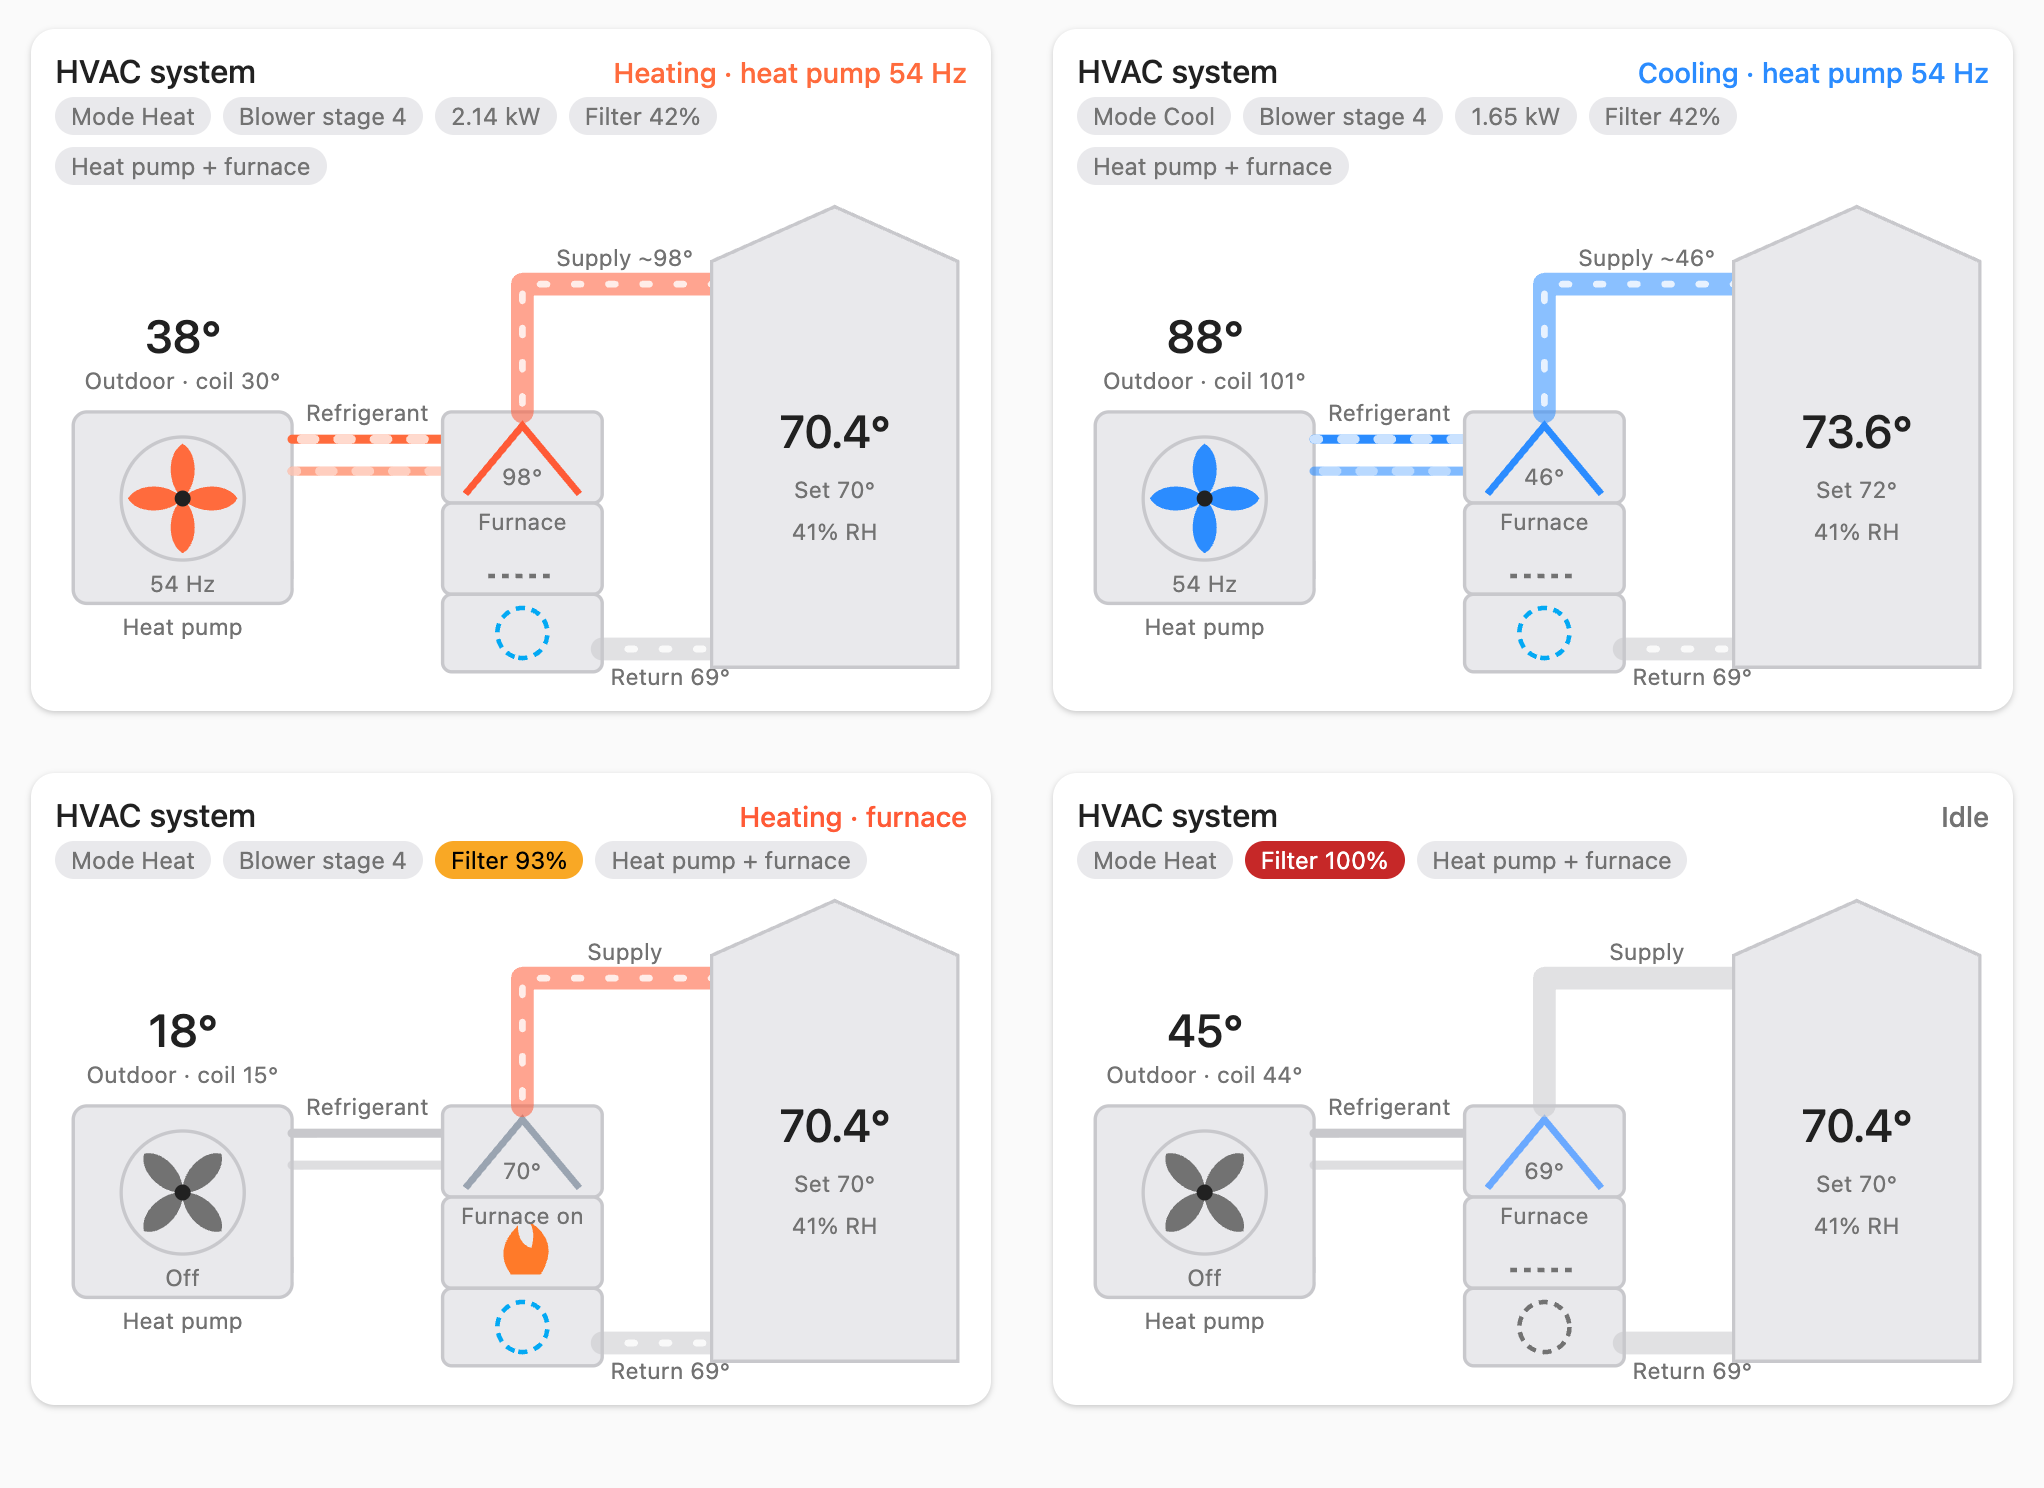 HVAC system
Heating · heat pump 54 Hz
Mode Heat
Blower stage 4
2.14 kW
Filter 42%
Heat pump + furnace
Supply ~98°
38°
Outdoor · coil 30°
Refrigerant
70.4°
98°
Set 70°
Furnace
41% RH
54 Hz
Heat pump
Return 69°
HVAC system
Cooling · heat pump 54 Hz
Mode Cool
Blower stage 4
1.65 kW
Filter 42%
Heat pump + furnace
Supply ~46°
88°
Outdoor · coil 101°
Refrigerant
73.6°
46°
Set 72°
Furnace
41% RH
54 Hz
Heat pump
Return 69°
HVAC system
Heating · furnace
Mode Heat
Blower stage 4
Filter 93%
Heat pump + furnace
Supply
18°
Outdoor · coil 15°
Refrigerant
70.4°
70°
Set 70°
Furnace on
41% RH
Off
Heat pump
Return 69°
HVAC system
Idle
Mode Heat
Filter 100%
Heat pump + furnace
Supply
45°
Outdoor · coil 44°
Refrigerant
70.4°
69°
Set 70°
Furnace
41% RH
Off
Heat pump
Return 69°